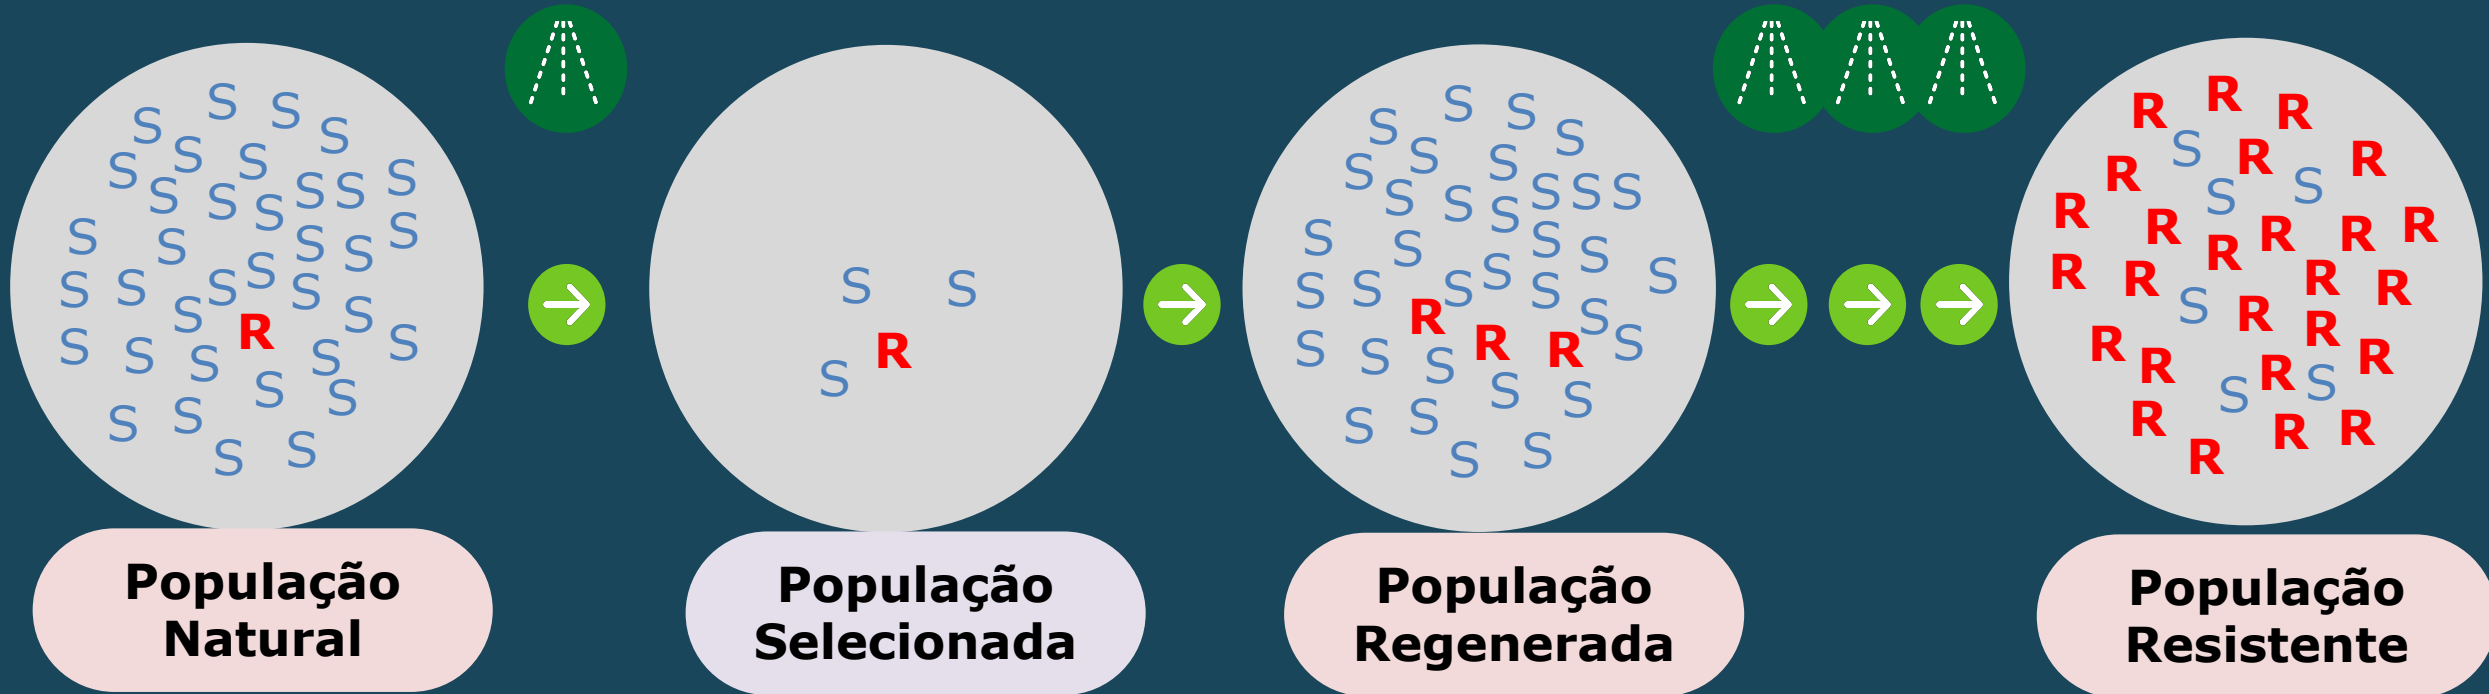 S S S S
S S S S
S S S S S S
S S S S S
S S S S S
S R S
S S S S S
S S
S S
S S
S S
R
S
S S S S
S S S
S S S S S S
S S S S
S S S S S S S
R S
S R R S
S S S
S S
S S
S S
R R R
S R R
R S S
R R S R R R
R R R R R
S R R
R R R
R S S
R R R
R
População
Natural
População
Selecionada
População
Regenerada
População
Resistente